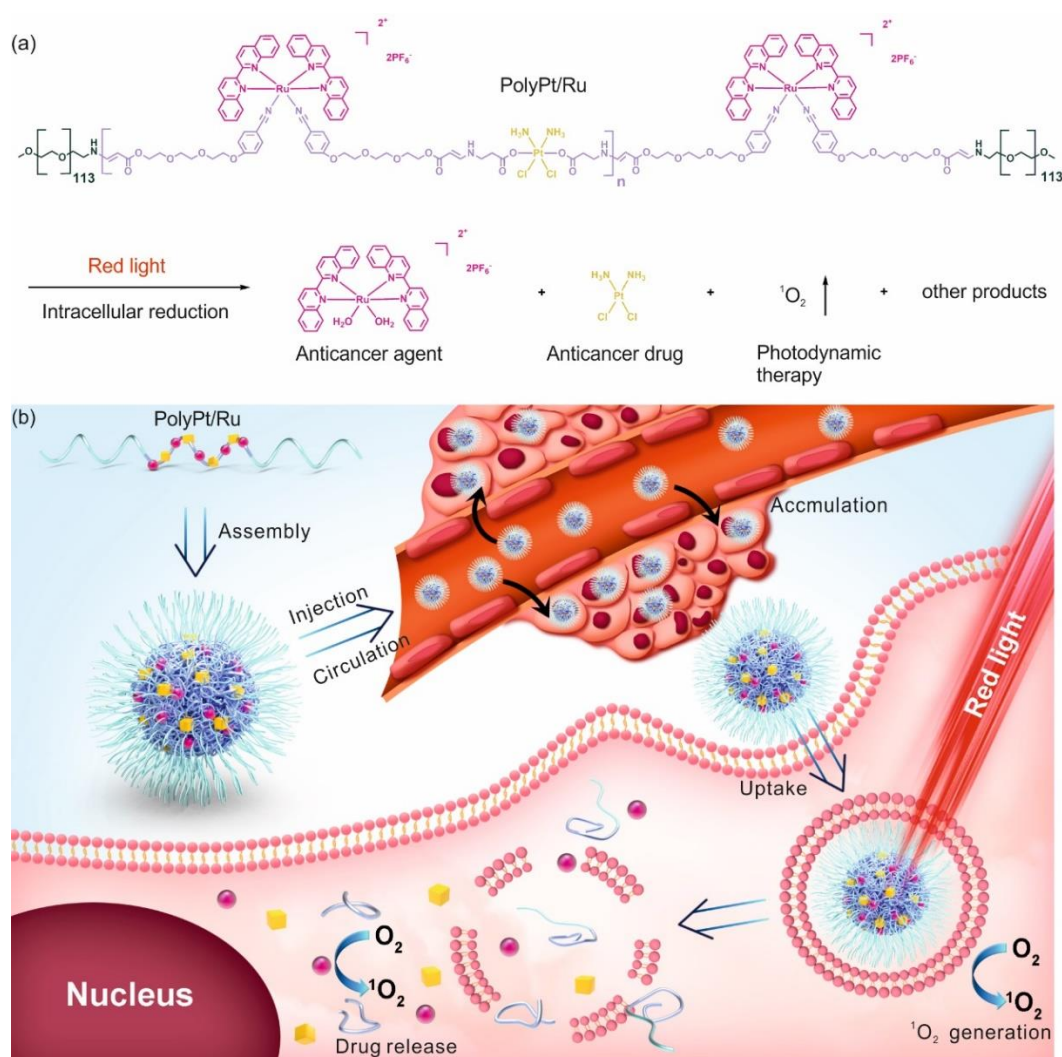 (a)
2+
2PF6-
2+
2PF6-
PolyPt/Ru
N N N N
Ru
N N
N N N N
Ru
N N
O O 113 N H O O O O O O O O O O O O N H O O Pt H3N NH3 Cl Cl O O N H n O O O O O O O O O O O O N H O O 113
Red light
Intracellular reduction
2+
2PF6-
N N N N
Ru
H2O OH2
H3N NH3
Pt
Cl Cl
+ + 1O2 + other products
Anticancer agent
Anticancer drug
Photodynamic
therapy
(b)
PolyPt/Ru
Assembly
Injection
Circulation
Accmulation
Red light
Uptake
O2
1O2
1O2 generation
O2
1O2
Drug release
Nucleus